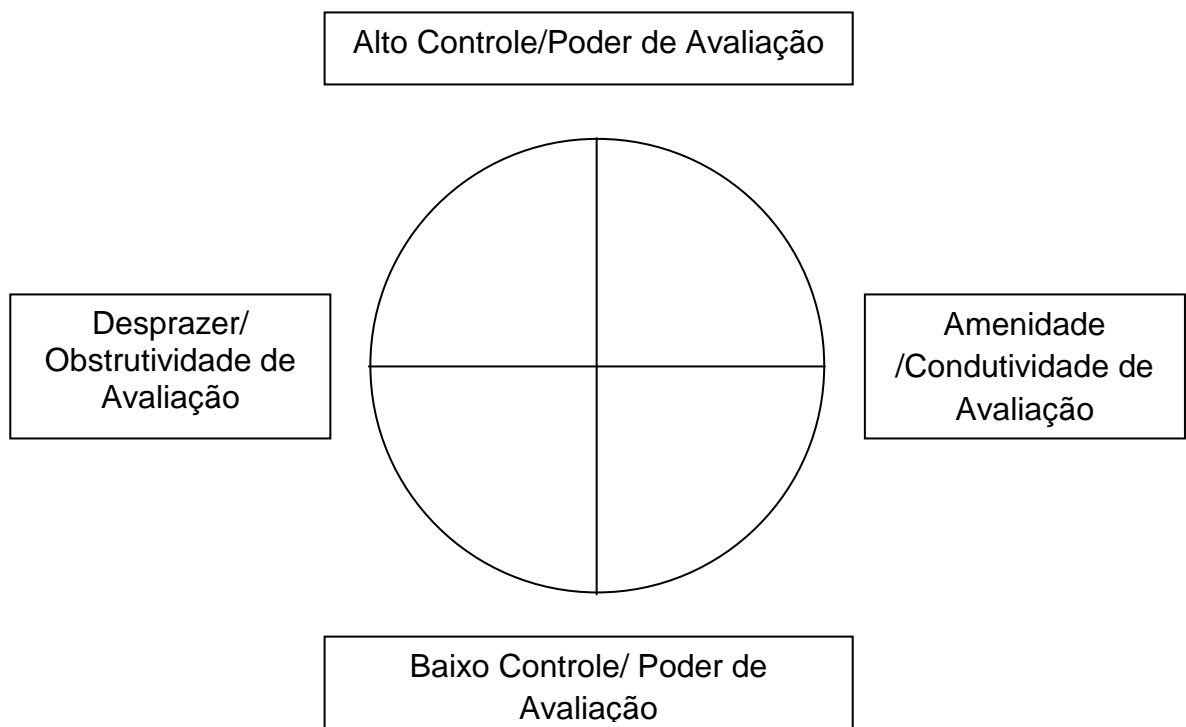 Alto Controle/Poder de Avaliação
Desprazer/
Obstrutividade de
Avaliação
Amenidade
/Condutividade de
Avaliação
Baixo Controle/ Poder de
Avaliação